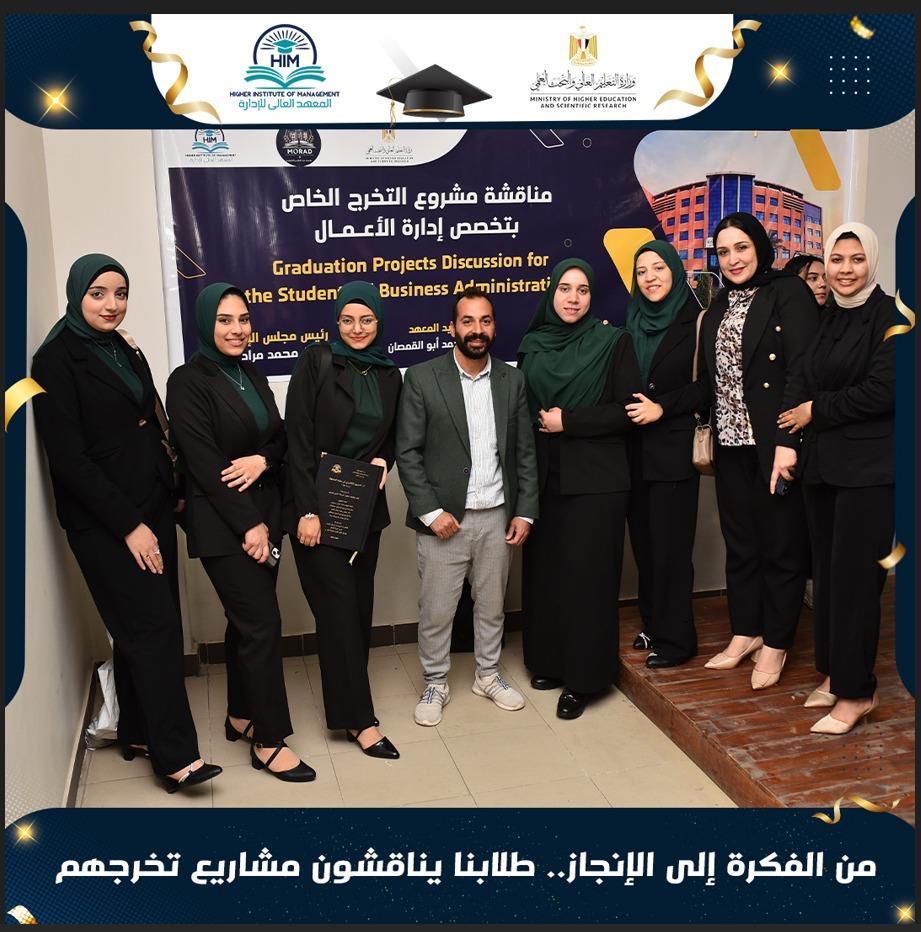 HIM
HIGHER INSTITUTE OF MANAGEMENT
المعهد العالي للإدارة
وزارة التعليم العالي والبحث العلمي
MINISTRY OF HIGHER EDUCATION
AND SCIENTIFIC RESEARCH
HIM
MORAD
مناقشة مشروع التخرج الخاص
بتخصص إدارة الأعمال
Graduation Projects Discussion for
the Student Business Administrati
رئيس مجلس
محمد مراد
المعهد
أبو القمصان
من الفكرة إلى الإنجاز.. طلابنا يناقشون مشاريع تخرجهم